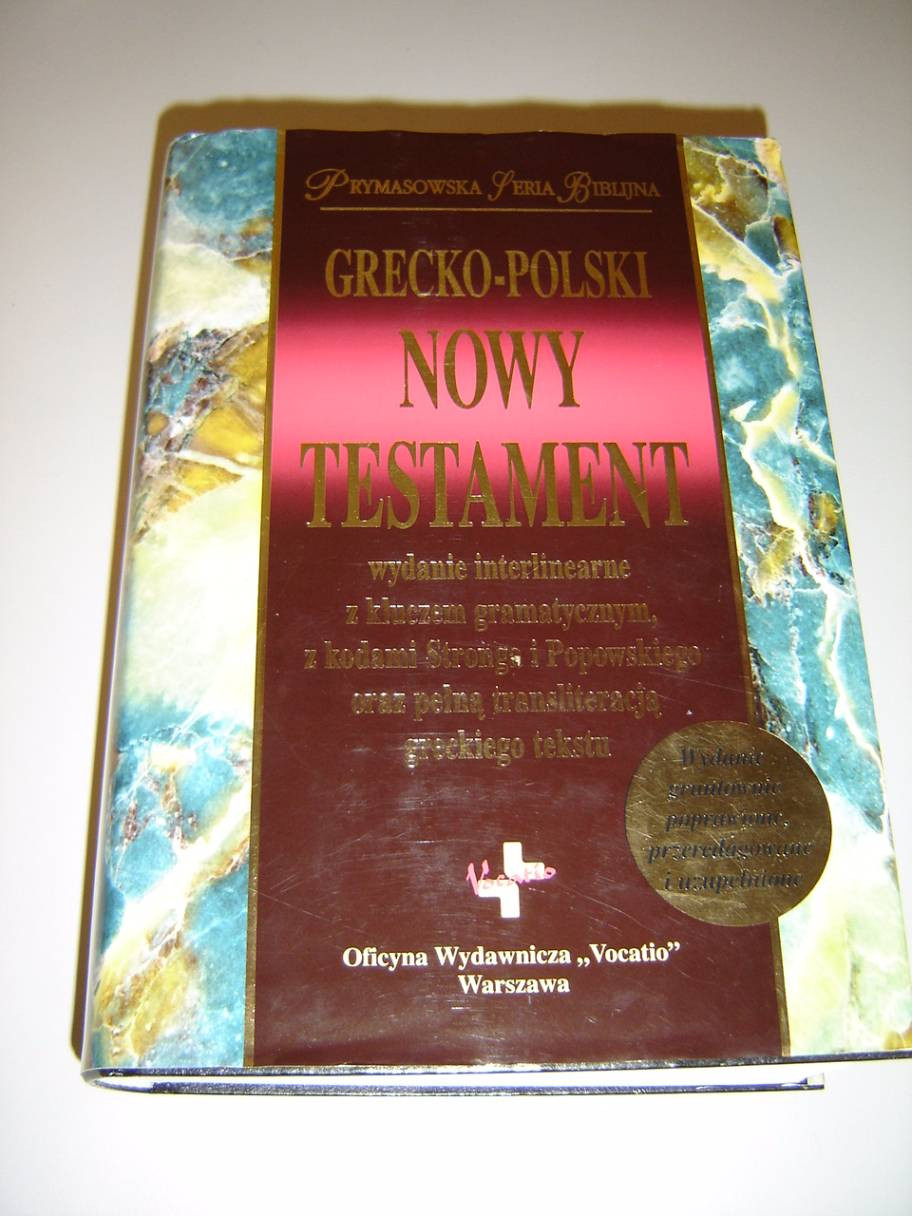 PRYMASOWSKA SERIA BIBLIJNA
GRECKO-POLSKI
NOWY
TESTAMENT
wydanie interlinearne
z kluczem gramatycznym,
z kodami Stronga i Popowskiego
oraz pełną transliteracją
greckiego tekstu
Wydanie
gruntownie
poprawione,
przeredagowane
i uzupełnione
Vocatio
Oficyna Wydawnicza „Vocatio”
Warszawa